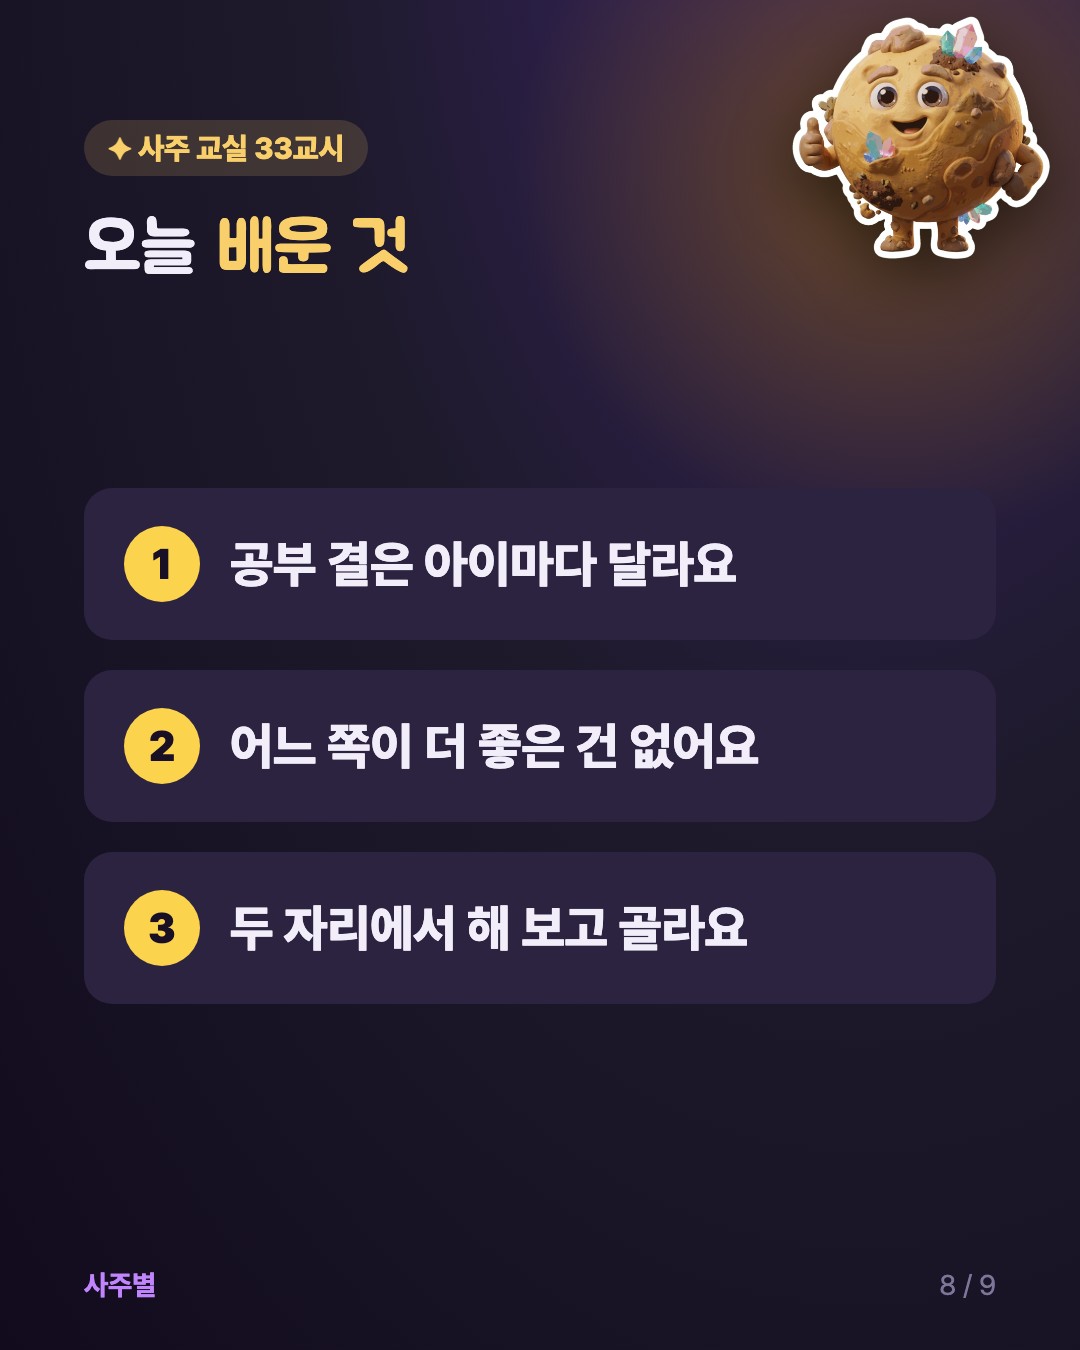 ✦ 사주 교실 33교시
오늘 배운 것
1 공부 결은 아이마다 달라요
2 어느 쪽이 더 좋은 건 없어요
3 두 자리에서 해 보고 골라요
사주별
8 / 9